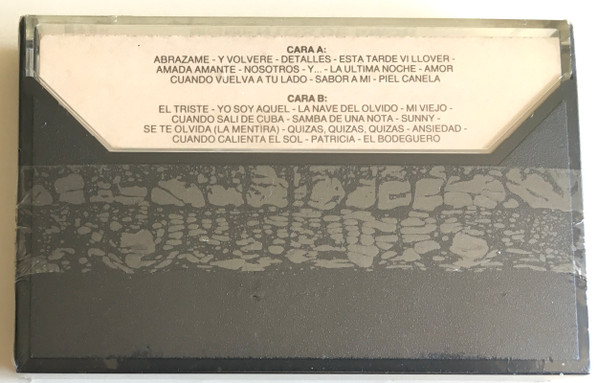 CARA A:
ABRAZAME - Y VOLVERE - DETALLES - ESTA TARDE VI LLOVER -
AMADA AMANTE - NOSOTROS - Y... - LA ULTIMA NOCHE - AMOR
CUANDO VUELVA A TU LADO - SABOR A MI - PIEL CANELA
CARA B:
EL TRISTE - YO SOY AQUEL - LA NAVE DEL OLVIDO - MI VIEJO -
CUANDO SALI DE CUBA - SAMBA DE UNA NOTA - SUNNY -
SE TE OLVIDA (LA MENTIRA) - QUIZAS, QUIZAS, QUIZAS - ANSIEDAD -
CUANDO CALIENTA EL SOL - PATRICIA - EL BODEGUERO